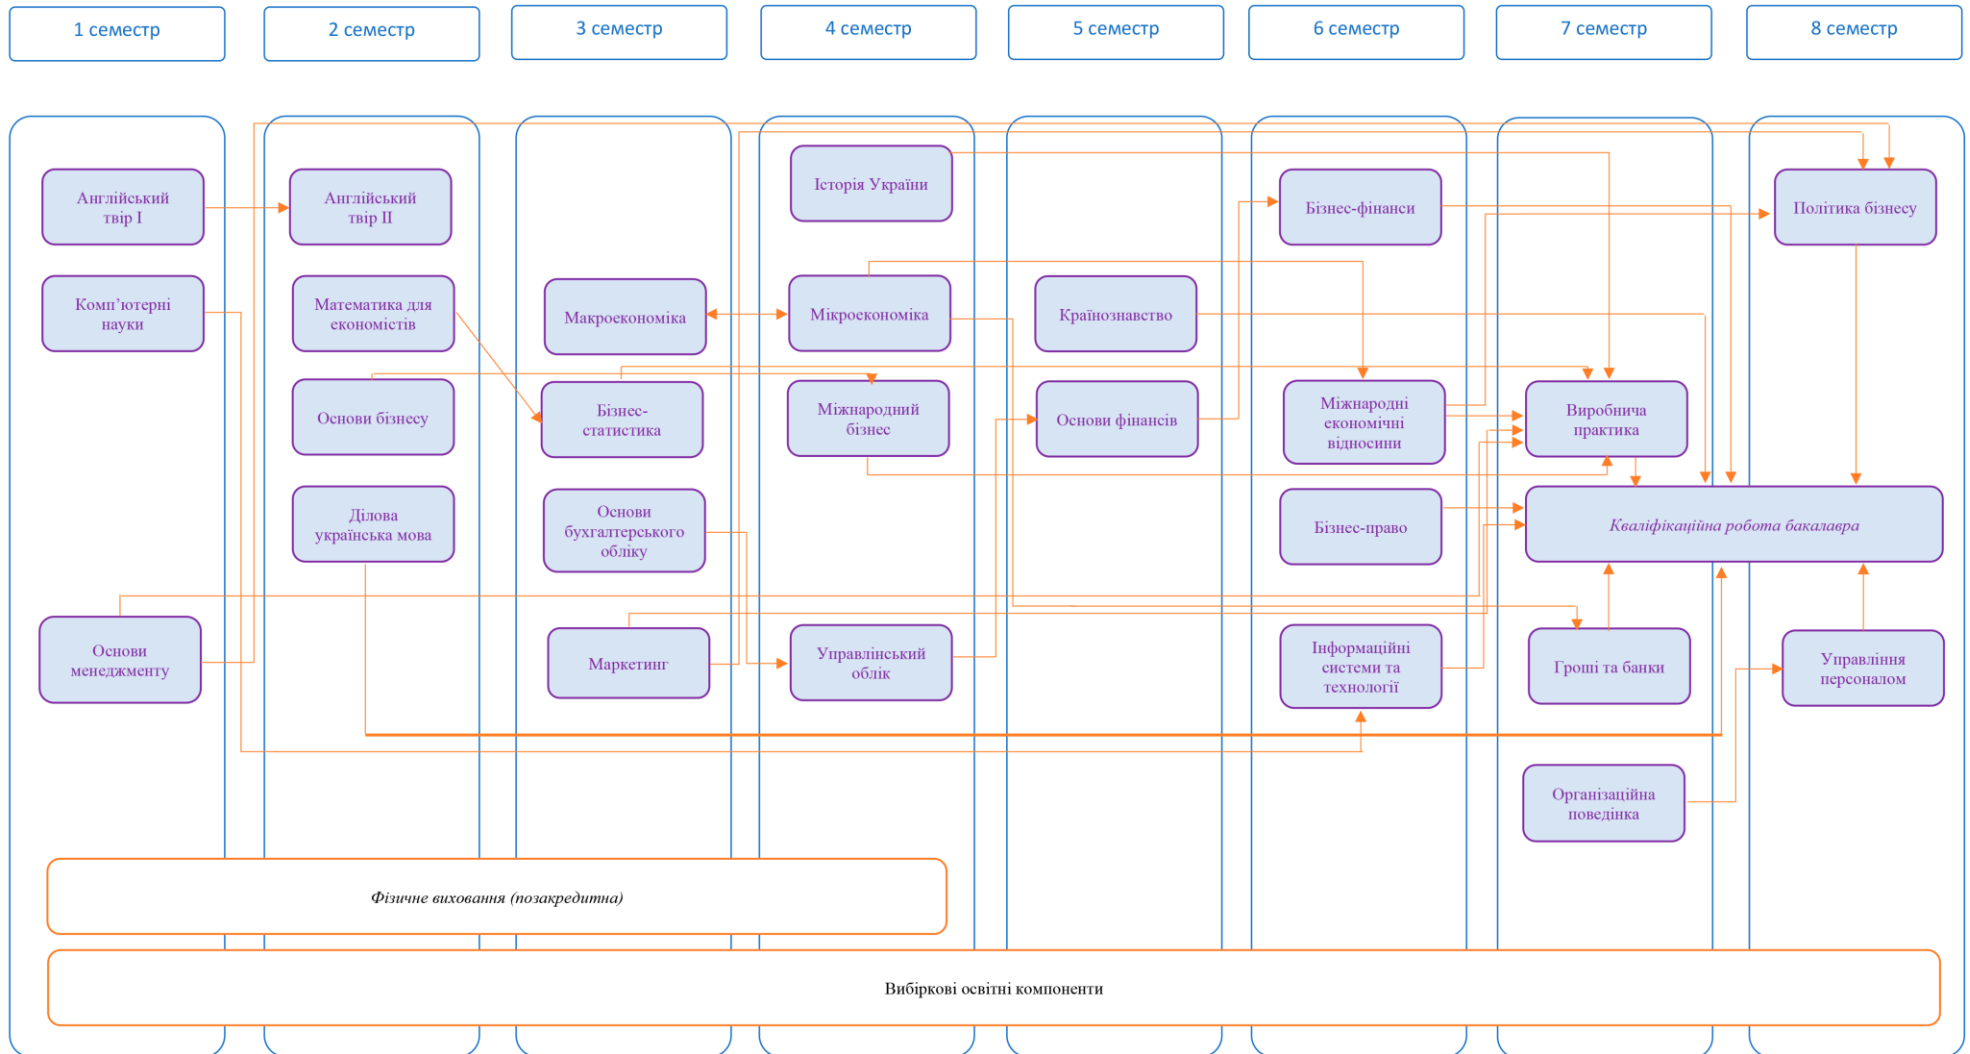 1 семестр
2 семестр
3 семестр
4 семестр
5 семестр
6 семестр
7 семестр
8 семестр
Англійський
твір І
Комп’ютерні
науки
Основи
менеджменту
Англійський
твір ІІ
Математика для
економістів
Основи бізнесу
Ділова
українська мова
Макроекономіка
Бізнес-
статистика
Основи
бухгалтерського
обліку
Маркетинг
Історія України
Мікроекономіка
Міжнародний
бізнес
Управлінський
облік
Країнознавство
Основи фінансів
Бізнес-фінанси
Міжнародні
економічні
відносини
Бізнес-право
Інформаційні
системи та
технології
Виробнича
практика
Кваліфікаційна робота бакалавра
Гроші та банки
Організаційна
поведінка
Політика бізнесу
Управління
персоналом
Фізичне виховання (позакредитна)
Вибіркові освітні компоненти